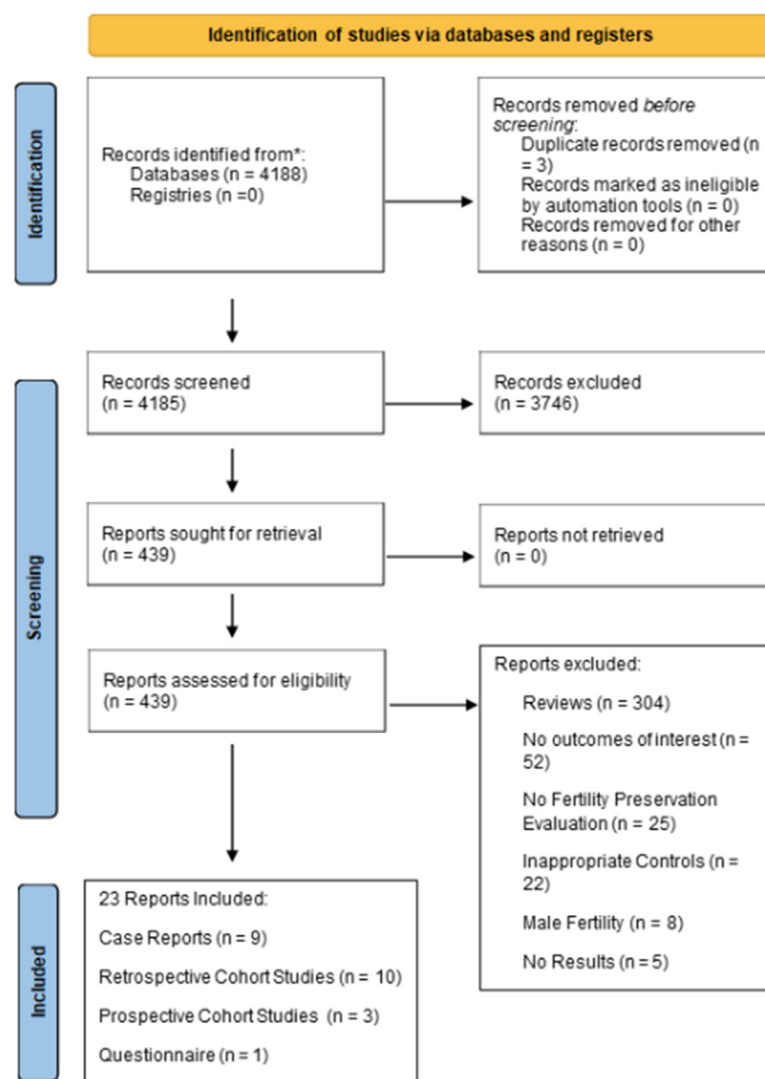 Identification of studies via databases and registers
Identification
Records identified from*:
Databases (n = 4188)
Registries (n =0)
Records removed before
screening:
Duplicate records removed (n
= 3)
Records marked as ineligible
by automation tools (n = 0)
Records removed for other
reasons (n = 0)
Screening
Records screened
(n = 4185)
Records excluded
(n = 3746)
Reports sought for retrieval
(n = 439)
Reports not retrieved
(n = 0)
Reports assessed for eligibility
(n = 439)
Reports excluded:
Reviews (n = 304)
No outcomes of interest (n =
52)
No Fertility Preservation
Evaluation (n = 25)
Inappropriate Controls (n =
22)
Male Fertility (n = 8)
No Results (n = 5)
Included
23 Reports Included:
Case Reports (n = 9)
Retrospective Cohort Studies (n = 10)
Prospective Cohort Studies (n = 3)
Questionnaire (n = 1)